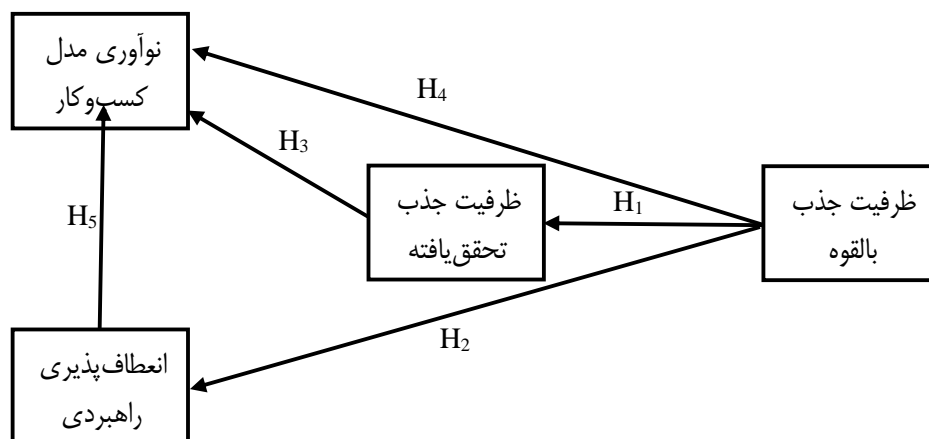 نوآوری مدل
کسب‌وکار
H4
H3
ظرفیت جذب
تحقق‌یافته
H1
ظرفیت جذب
بالقوه
H5
H2
انعطاف‌پذیری
راهبردی